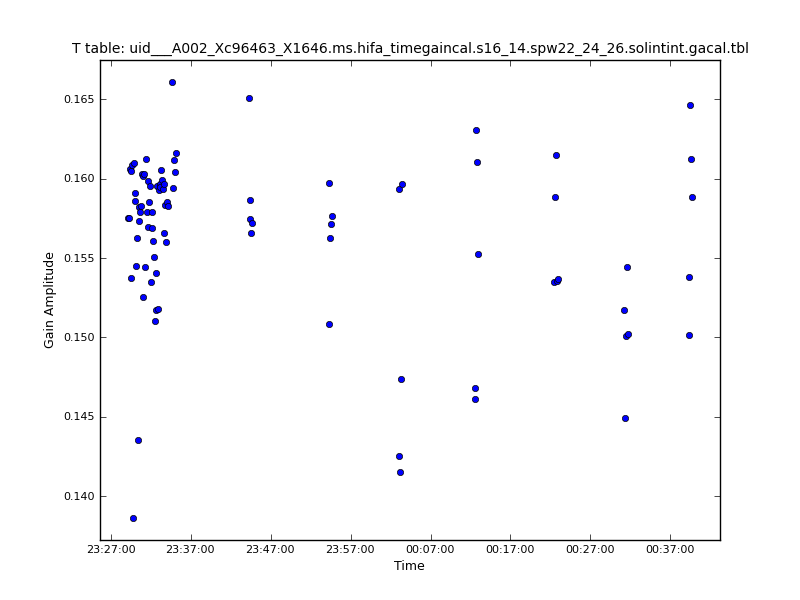 T table: uid___A002_Xc96463_X1646.ms.hifa_timegaincal.s16_14.spw22_24_26.solintint.gacal.tbl
0.165
0.160
0.155
0.150
0.145
0.140
Gain Amplitude
23:27:00 23:37:00 23:47:00 23:57:00 00:07:00 00:17:00 00:27:00 00:37:00
Time